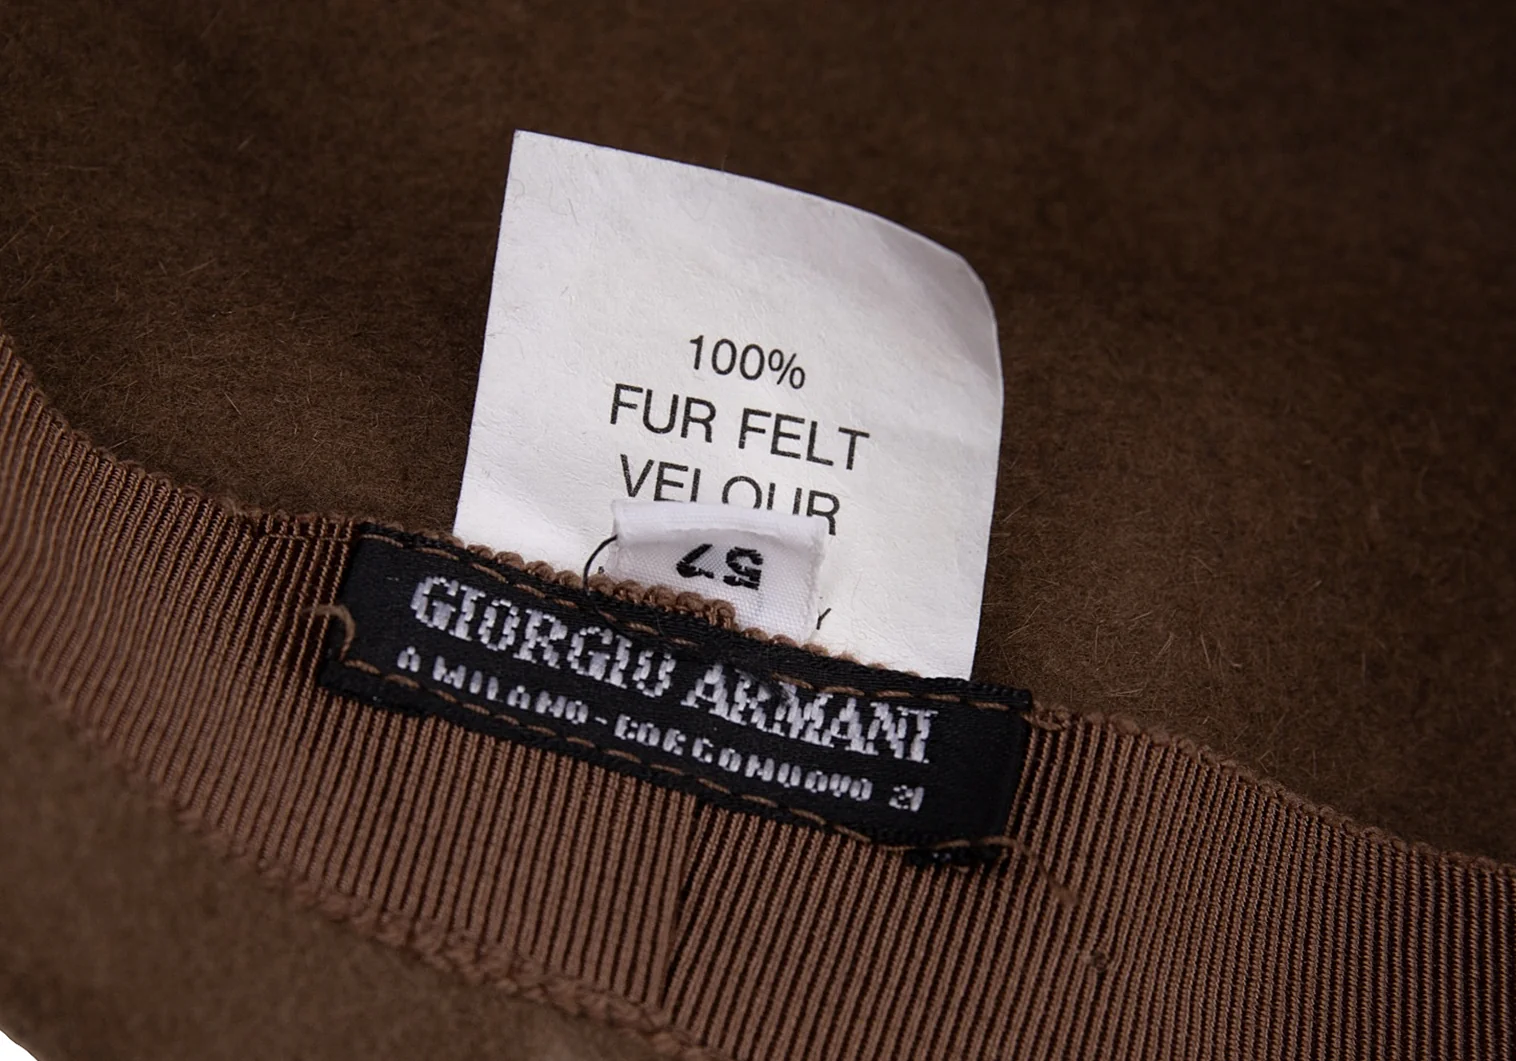 100%
FUR FELT
VELOUR
57
Y
GIORGIO ARMANI
A MILANO - BORGONUOVO 21